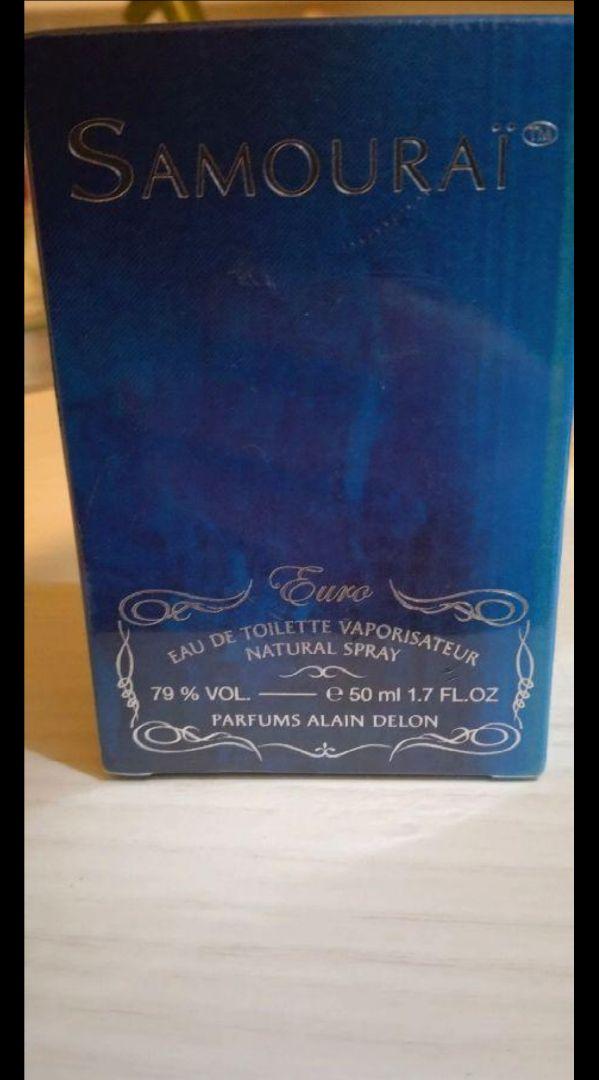 SAMOURAÏ™
Euro
EAU DE TOILETTE VAPORISATEUR
NATURAL SPRAY
79 % VOL. — ℮ 50 ml 1.7 FL.OZ
PARFUMS ALAIN DELON